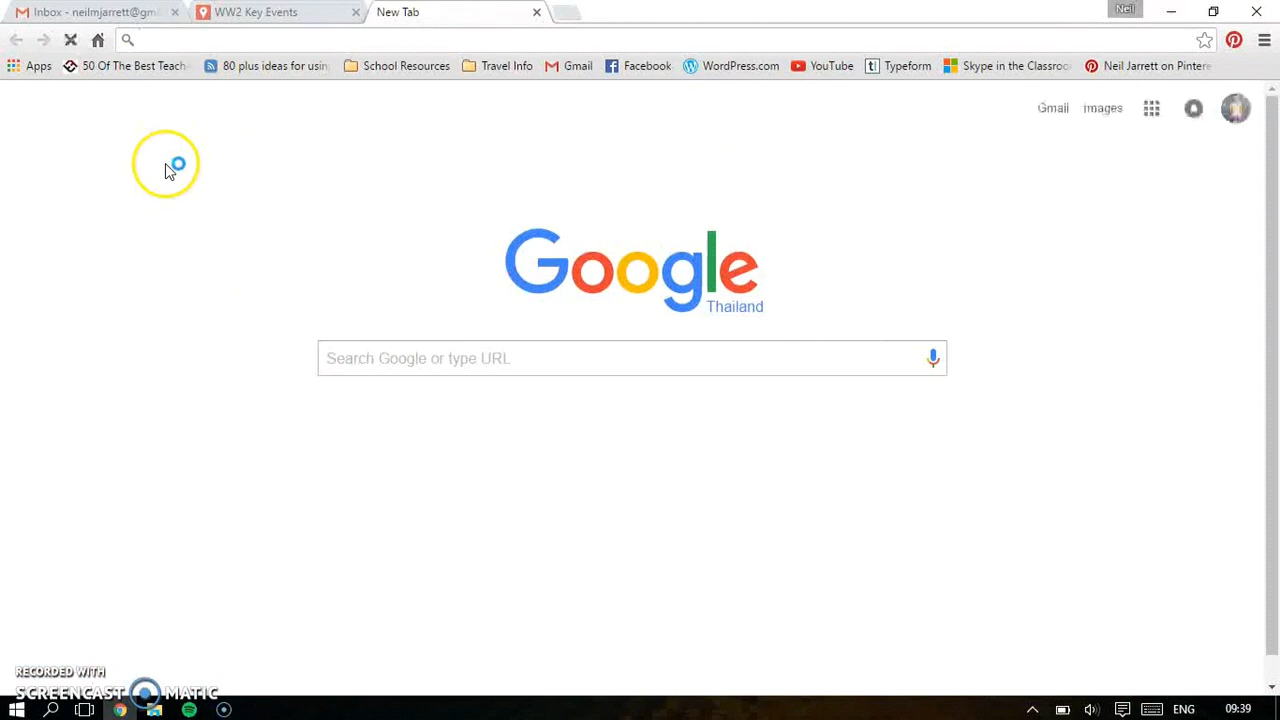 Inbox - neilmjarrett@gm
WW2 Key Events
New Tab
Neil
Apps
50 Of The Best Teach
80 plus ideas for usin
School Resources
Travel Info
Gmail
Facebook
WordPress.com
YouTube
Typeform
Skype in the Classroo
Neil Jarrett on Pintere
Gmail
Images
Google
Thailand
Search Google or type URL
RECORDED WITH
SCREENCAST MATIC
ENG
09:39